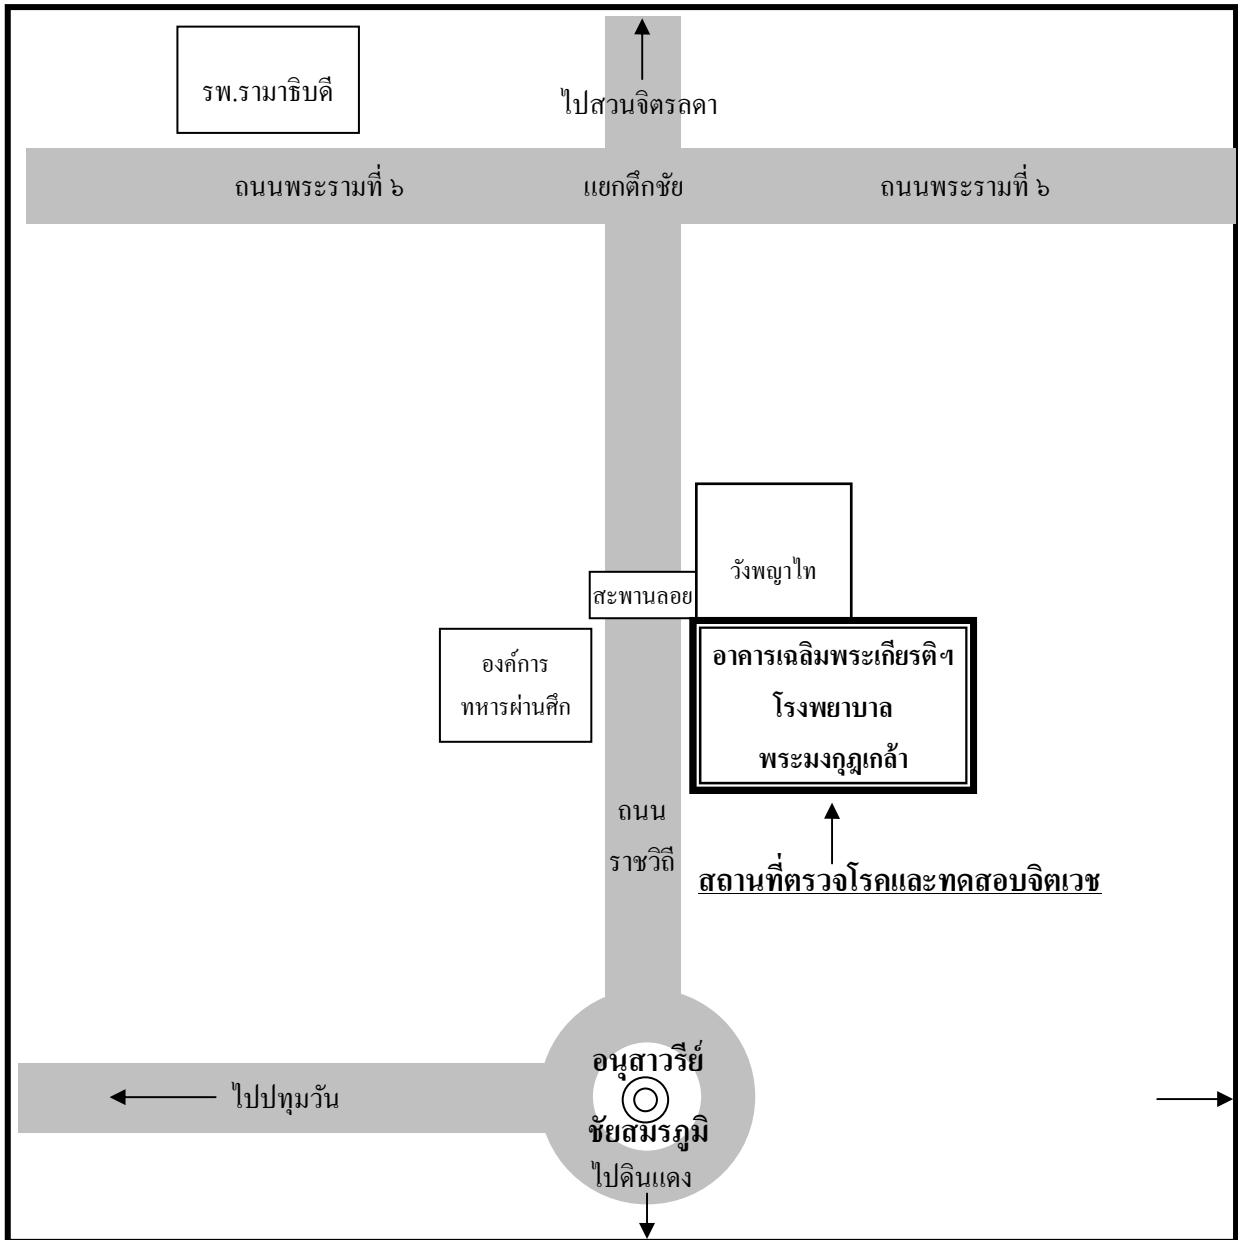 รพ.รามาธิบดี
ไปสวนจิตรลดา
ถนนพระรามที่ ๖
แยกตึกชัย
ถนนพระรามที่ ๖
วังพญาไท
สะพานลอย
องค์การ
ทหารผ่านศึก
อาคารเฉลิมพระเกียรติฯ
โรงพยาบาล
พระมงกุฎเกล้า
ถนน
ราชวิถี
สถานที่ตรวจโรคและทดสอบจิตเวช
อนุสาวรีย์
ชัยสมรภูมิ
ไปปทุมวัน
ไปดินแดง